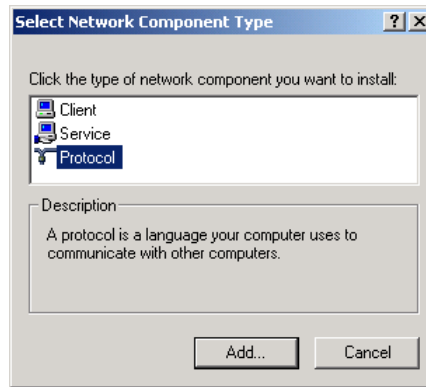 Select Network Component Type
Click the type of network component you want to install:
Client
Service
Protocol
Description
A protocol is a language your computer uses to
communicate with other computers.
Add...
Cancel